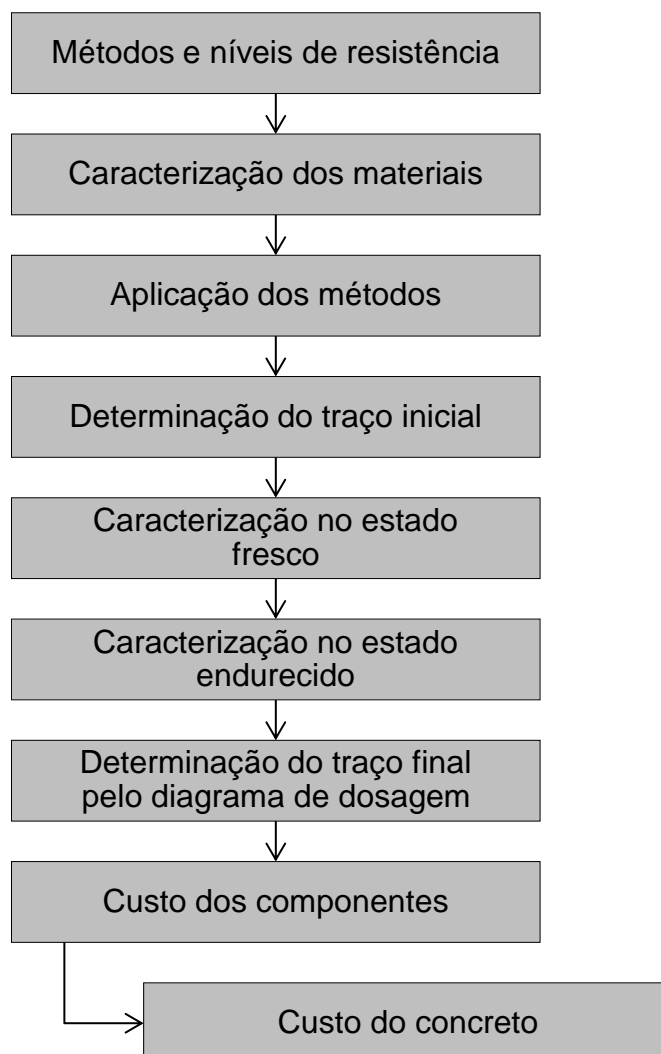 Métodos e níveis de resistência
Caracterização dos materiais
Aplicação dos métodos
Determinação do traço inicial
Caracterização no estado
fresco
Caracterização no estado
endurecido
Determinação do traço final
pelo diagrama de dosagem
Custo dos componentes
Custo do concreto